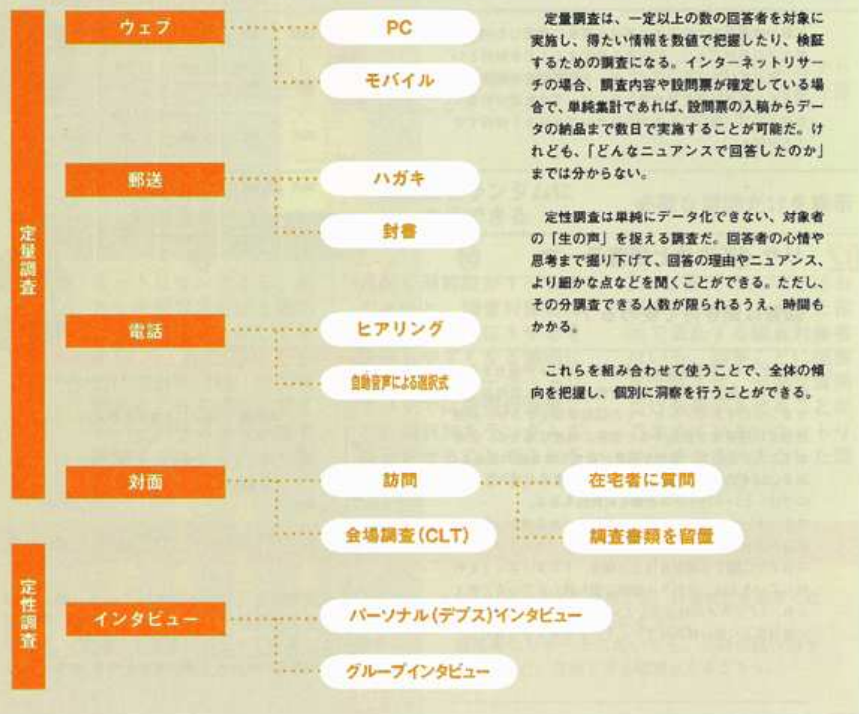 定量調査
ウェブ
PC
モバイル
郵送
ハガキ
封書
電話
ヒアリング
自動音声による選択式
対面
訪問
在宅者に質問
調査書類を留置
会場調査(CLT)
定性調査
インタビュー
パーソナル(デプス)インタビュー
グループインタビュー
定量調査は、一定以上の数の回答者を対象に
実施し、得たい情報を数値で把握したり、検証
するための調査になる。インターネットリサー
チの場合、調査内容や設問票が確定している場
合で、単純集計であれば、設問票の入稿からデー
タの納品まで数日で実施することが可能だ。け
れども、「どんなニュアンスで回答したのか」
までは分からない。
定性調査は単純にデータ化できない、対象者
の「生の声」を捉える調査だ。回答者の心情や
思考まで掘り下げて、回答の理由やニュアンス、
より細かな点などを聞くことができる。ただし、
その分調査できる人数が限られるうえ、時間も
かかる。
これらを組み合わせて使うことで、全体の傾
向を把握し、個別に洞察を行うことができる。